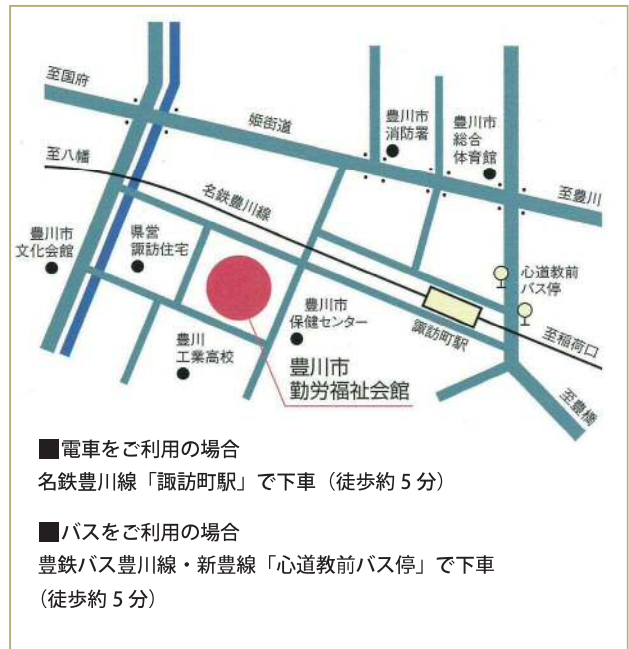 至国府
姫街道
豊川市
消防署
豊川市
総合
体育館
至八幡
名鉄豊川線
至豊川
豊川市
文化会館
県営
諏訪住宅
心道教前
バス停
豊川市
保健センター
諏訪町駅
至稲荷口
豊川
工業高校
豊川市
勤労福祉会館
至豊橋
■電車をご利用の場合
名鉄豊川線「諏訪町駅」で下車（徒歩約 5 分）
■バスをご利用の場合
豊鉄バス豊川線・新豊線「心道教前バス停」で下車
（徒歩約 5 分）